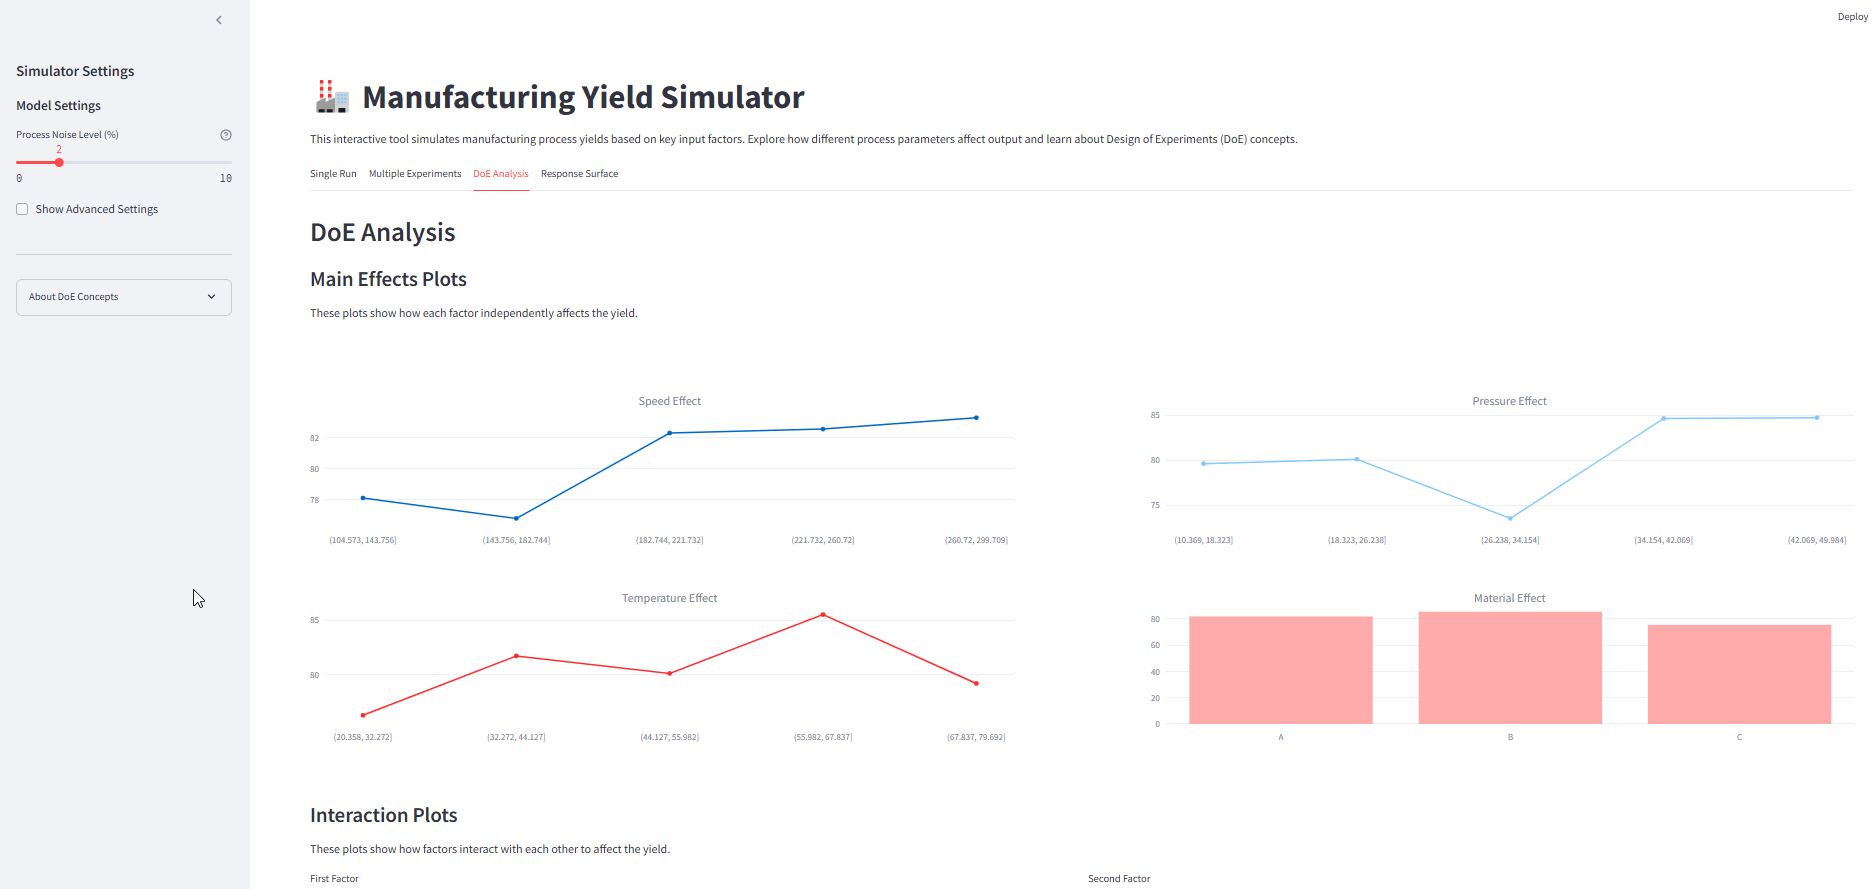 Deploy
Simulator Settings
Model Settings
Process Noise Level (%)
2
0 10
Show Advanced Settings
About DoE Concepts
Manufacturing Yield Simulator
This interactive tool simulates manufacturing process yields based on key input factors. Explore how different process parameters affect output and learn about Design of Experiments (DoE) concepts.
Single Run Multiple Experiments DoE Analysis Response Surface
DoE Analysis
Main Effects Plots
These plots show how each factor independently affects the yield.
Speed Effect
82
80
78
(104.573, 143.756] (143.756, 182.744] (182.744, 221.732] (221.732, 260.72] (260.72, 299.709]
Pressure Effect
85
80
75
(10.369, 18.323] (18.323, 26.238] (26.238, 34.154] (34.154, 42.069] (42.069, 49.984]
Temperature Effect
85
80
(20.358, 32.272] (32.272, 44.127] (44.127, 55.982] (55.982, 67.837] (67.837, 79.692]
Material Effect
80
60
40
20
0
A B C
Interaction Plots
These plots show how factors interact with each other to affect the yield.
First Factor Second Factor